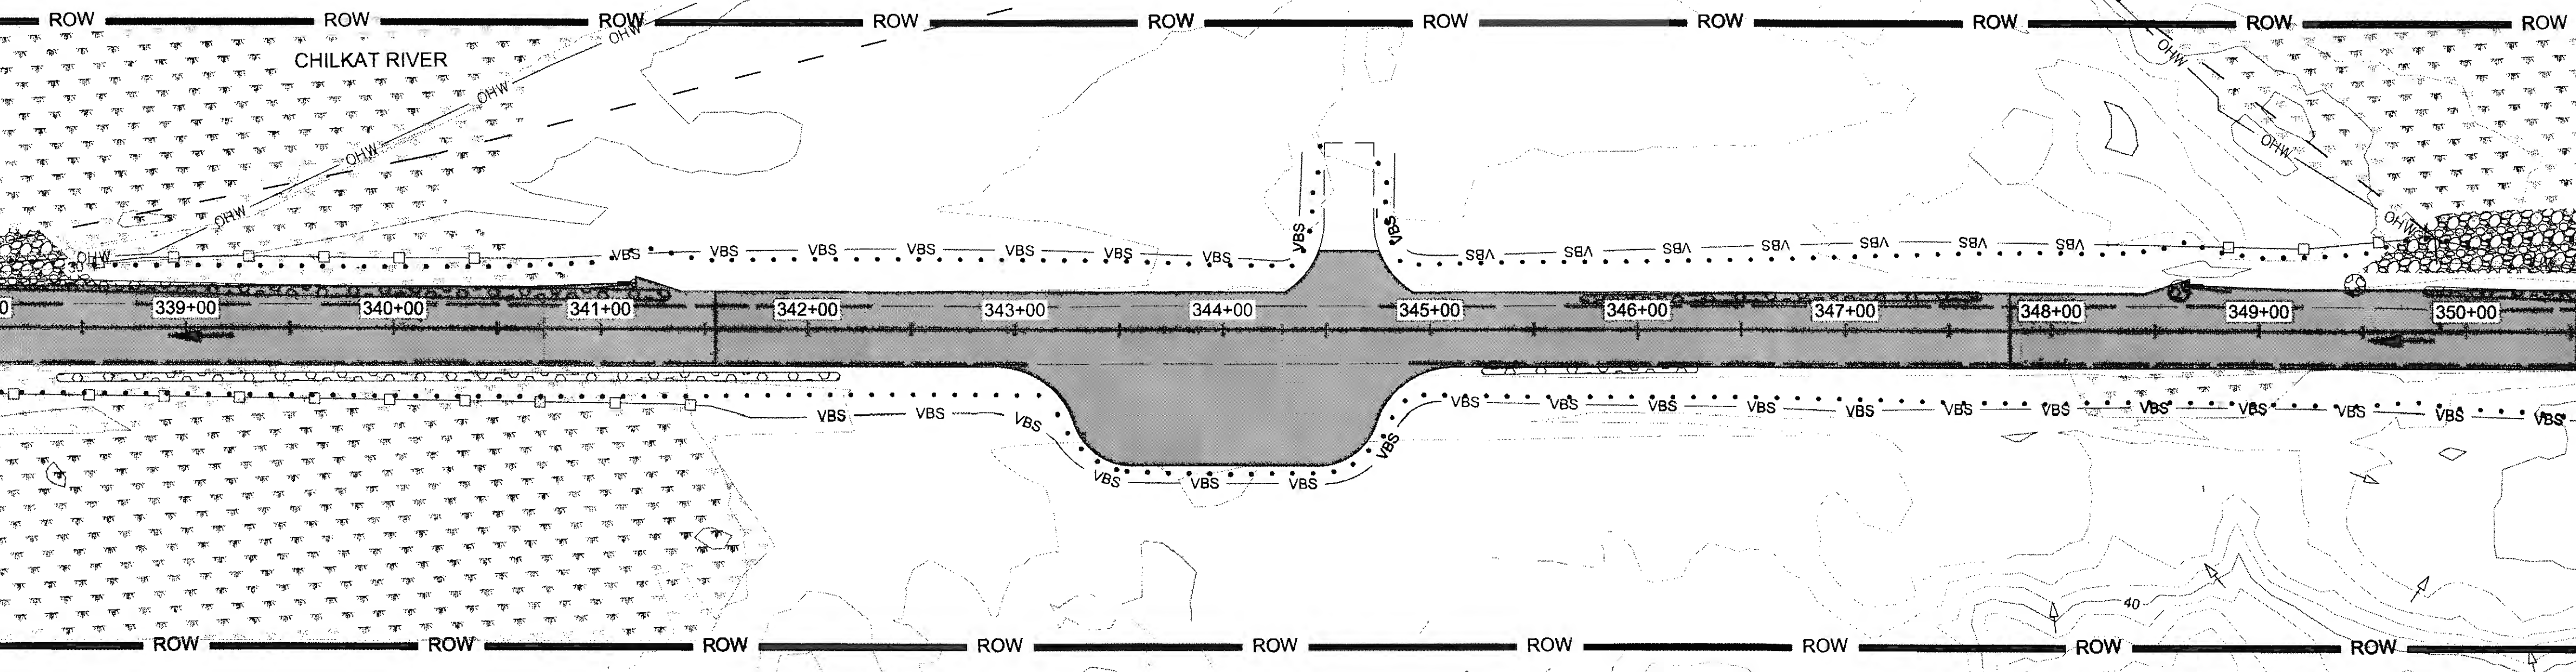 ROW ROW ROW ROW ROW ROW ROW ROW ROW ROW
CHILKAT RIVER
OHW OHW OHW OHW OHW
OHW OHW OHW
VBS VBS VBS VBS VBS VBS VBS VBS VBS VBS VBS VBS VBS VBS VBS VBS
30
0 339+00 340+00 341+00 342+00 343+00 344+00 345+00 346+00 347+00 348+00 349+00 350+00
VBS VBS VBS VBS VBS VBS VBS VBS VBS VBS VBS VBS VBS VBS VBS
VBS
VBS VBS VBS
40
ROW ROW ROW ROW ROW ROW ROW ROW ROW